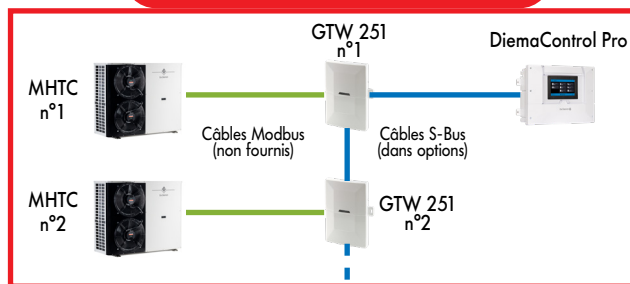 GTW 251
n°1
DiemaControl Pro
MHTC
n°1
Câbles Modbus
(non fournis)
Câbles S-Bus
(dans options)
MHTC
n°2
GTW 251
n°2